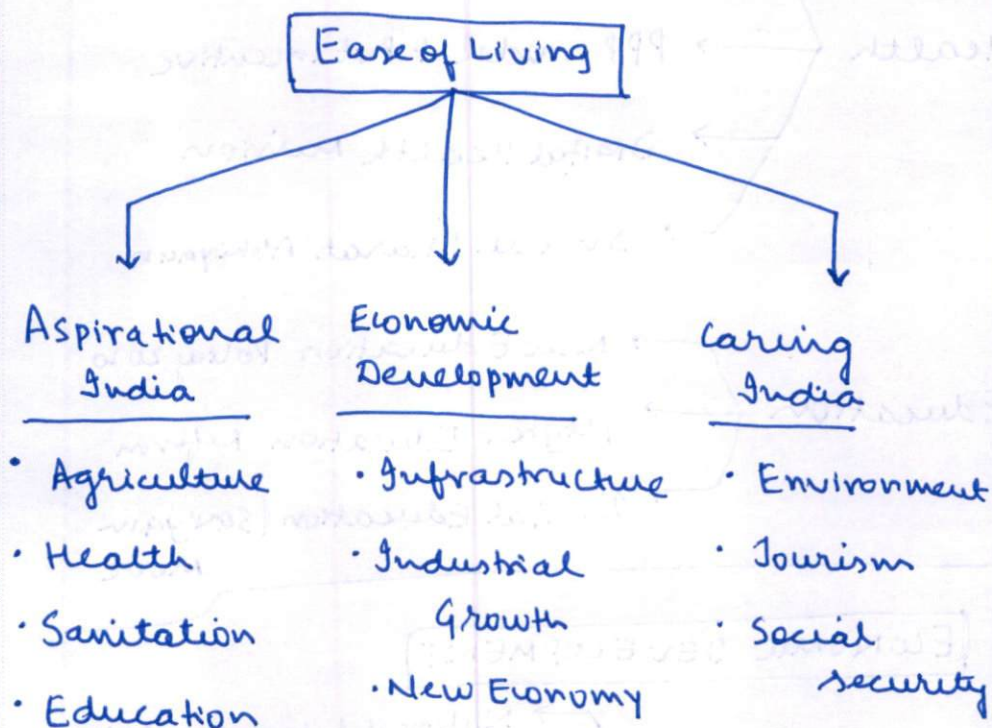 Ease of Living
Aspirational
India
• Agriculture
• Health
• Sanitation
• Education
Economic
Development
• Infrastructure
• Industrial
Growth
• New Economy
Caring
India
• Environment
• Tourism
• Social
security